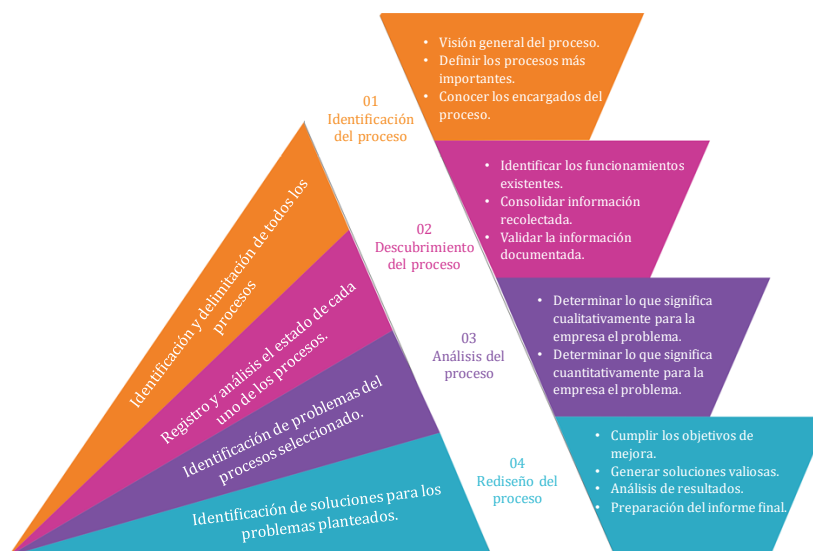 • Visión general del proceso.
• Definir los procesos más
importantes.
• Conocer los encargados del
proceso.
01
Identificación
del proceso
Identificación y delimitación de todos los
procesos
• Identificar los funcionamientos
existentes.
• Consolidar información
recolectada.
• Validar la información
documentada.
02
Descubrimiento
del proceso
Registro y análisis el estado de cada
uno de los procesos.
• Determinar lo que significa
cualitativamente para la
empresa el problema.
• Determinar lo que significa
cuantitativamente para la
empresa el problema.
03
Análisis del
proceso
Identificación de problemas del
procesos seleccionado.
• Cumplir los objetivos de
mejora.
• Generar soluciones valiosas.
• Análisis de resultados.
• Preparación del informe final.
04
Rediseño del
proceso
Identificación de soluciones para los
problemas planteados.